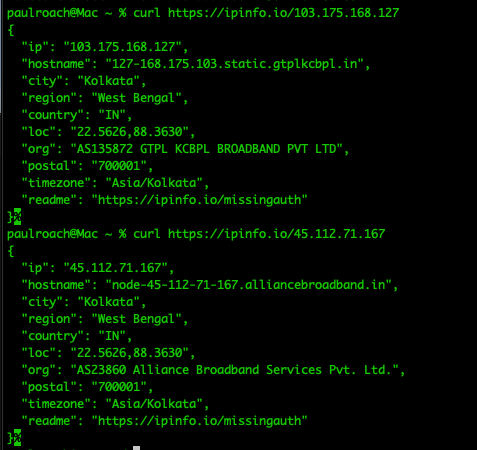 paulroach@Mac ~ % curl https://ipinfo.io/103.175.168.127
{
  "ip": "103.175.168.127",
  "hostname": "127-168.175.103.static.gtplkcbpl.in",
  "city": "Kolkata",
  "region": "West Bengal",
  "country": "IN",
  "loc": "22.5626,88.3630",
  "org": "AS135872 GTPL KCBPL BROADBAND PVT LTD",
  "postal": "700001",
  "timezone": "Asia/Kolkata",
  "readme": "https://ipinfo.io/missingauth"
}%
paulroach@Mac ~ % curl https://ipinfo.io/45.112.71.167
{
  "ip": "45.112.71.167",
  "hostname": "node-45-112-71-167.alliancebroadband.in",
  "city": "Kolkata",
  "region": "West Bengal",
  "country": "IN",
  "loc": "22.5626,88.3630",
  "org": "AS23860 Alliance Broadband Services Pvt. Ltd.",
  "postal": "700001",
  "timezone": "Asia/Kolkata",
  "readme": "https://ipinfo.io/missingauth"
}%